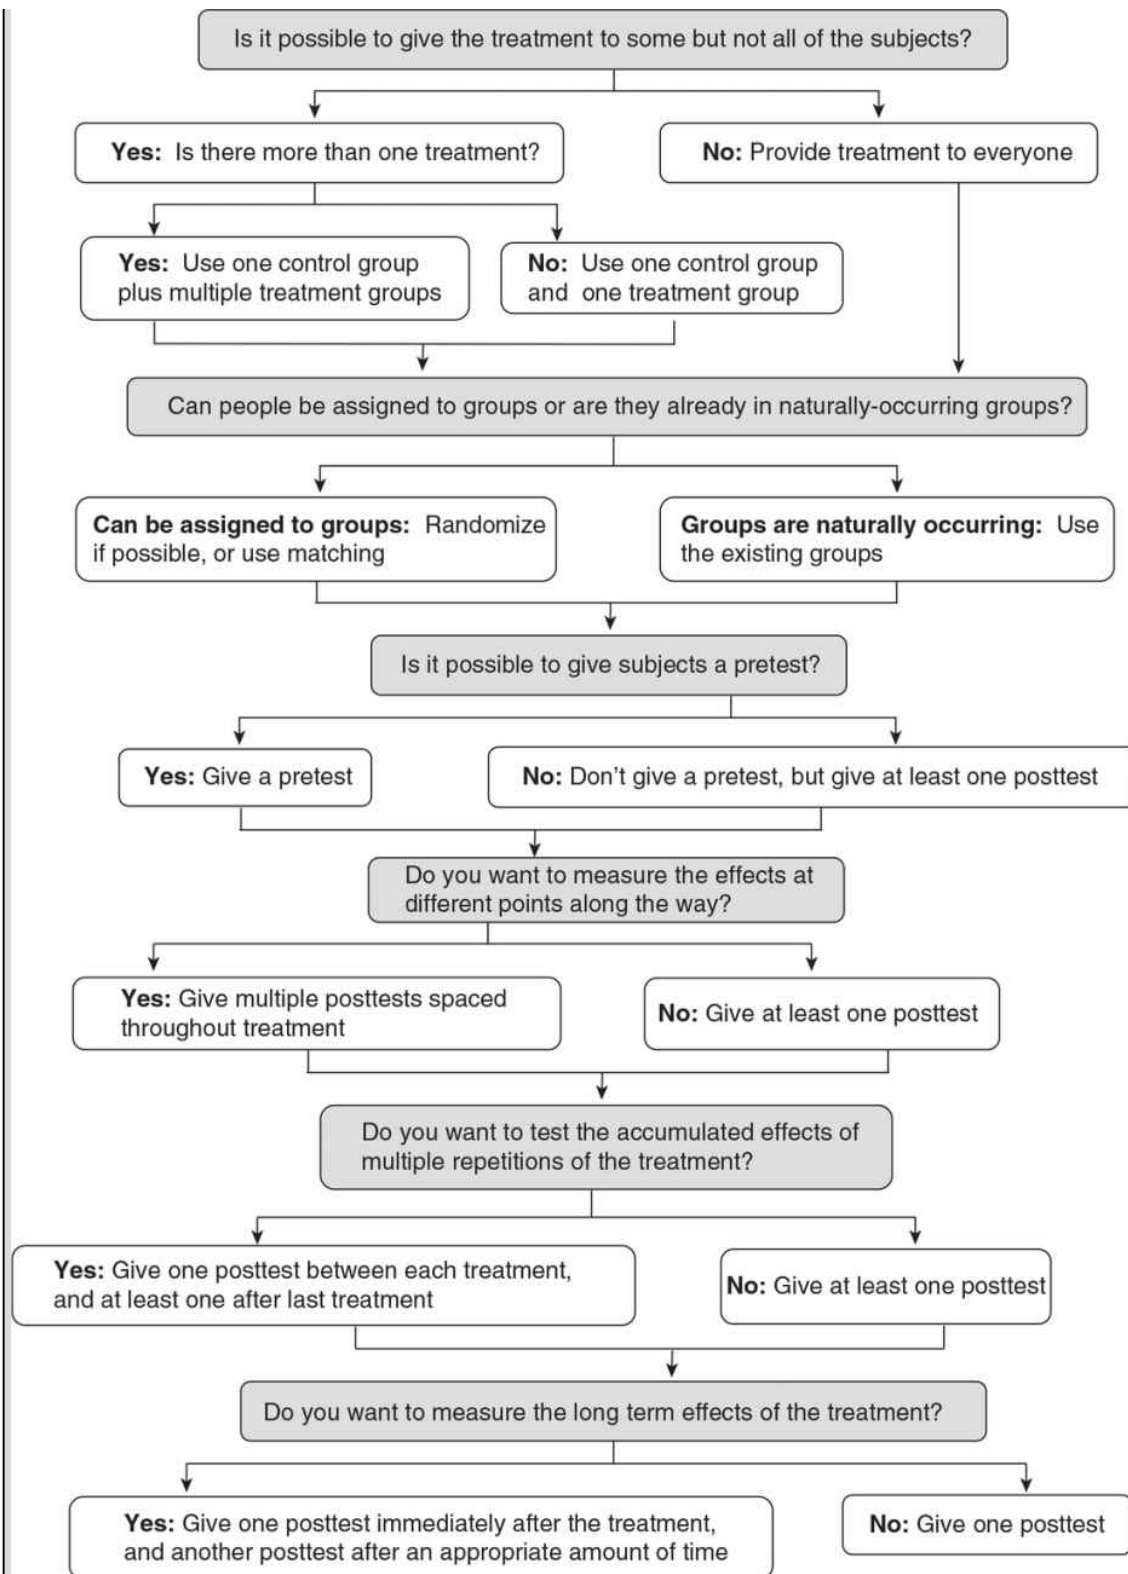 Is it possible to give the treatment to some but not all of the subjects?
Yes: Is there more than one treatment?
No: Provide treatment to everyone
Yes: Use one control group
plus multiple treatment groups
No: Use one control group
and one treatment group
Can people be assigned to groups or are they already in naturally-occurring groups?
Can be assigned to groups: Randomize
if possible, or use matching
Groups are naturally occurring: Use
the existing groups
Is it possible to give subjects a pretest?
Yes: Give a pretest
No: Don't give a pretest, but give at least one posttest
Do you want to measure the effects at
different points along the way?
Yes: Give multiple posttests spaced
throughout treatment
No: Give at least one posttest
Do you want to test the accumulated effects of
multiple repetitions of the treatment?
Yes: Give one posttest between each treatment,
and at least one after last treatment
No: Give at least one posttest
Do you want to measure the long term effects of the treatment?
Yes: Give one posttest immediately after the treatment,
and another posttest after an appropriate amount of time
No: Give one posttest